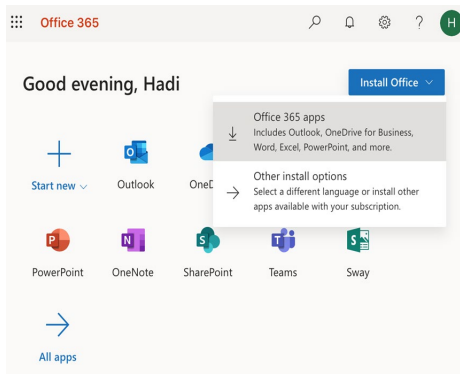 Office 365
?
H
Good evening, Hadi
Install Office
Office 365 apps
Includes Outlook, OneDrive for Business,
Word, Excel, PowerPoint, and more.
Other install options
Select a different language or install other
apps available with your subscription.
Start new
Outlook
PowerPoint
OneNote
SharePoint
Teams
Sway
All apps